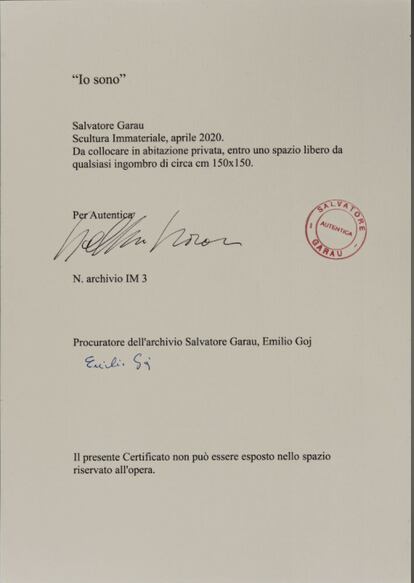 “Io sono”
Salvatore Garau
Scultura Immateriale, aprile 2020.
Da collocare in abitazione privata, entro uno spazio libero da
qualsiasi ingombro di circa cm 150x150.
Per Autentica
SALVATORE
AUTENTICA
GARAU
N. archivio IM 3
Procuratore dell'archivio Salvatore Garau, Emilio Goj
Emilio Goj
Il presente Certificato non può essere esposto nello spazio
riservato all'opera.